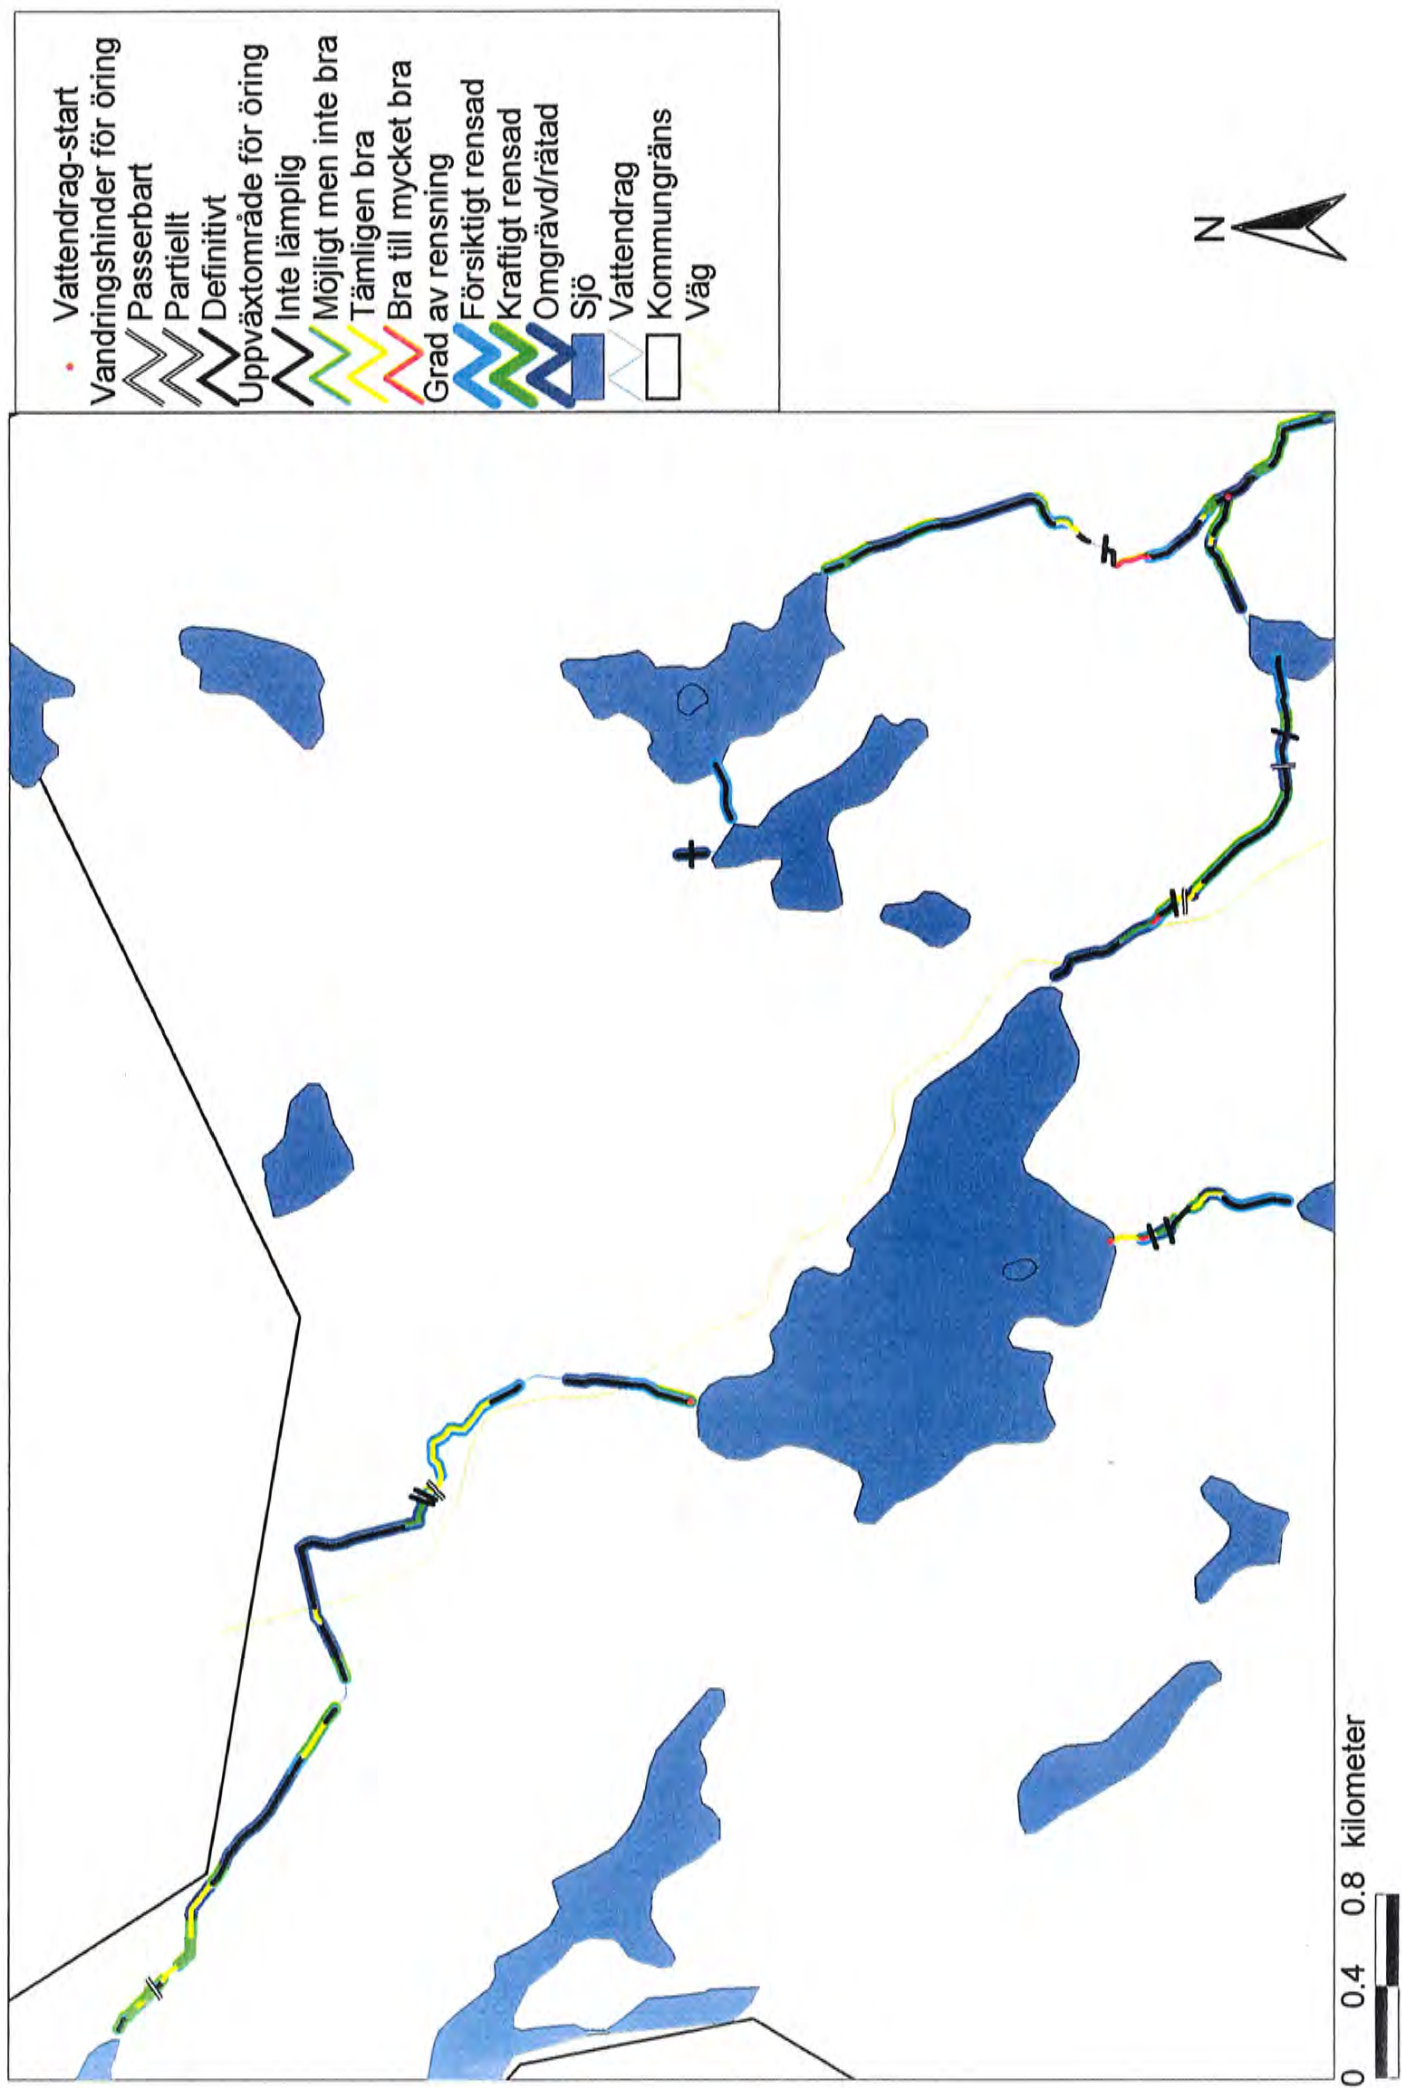 Vattendrag-start
Vandringshinder för öring
Passerbart
Partiellt
Definitivt
Uppväxtområde för öring
Inte lämplig
Möjligt men inte bra
Tämligen bra
Bra till mycket bra
Grad av rensning
Försiktigt rensad
Kraftigt rensad
Omgrävd/rätad
Sjö
Vattendrag
Kommungräns
Väg
N
0 0.4 0.8 kilometer